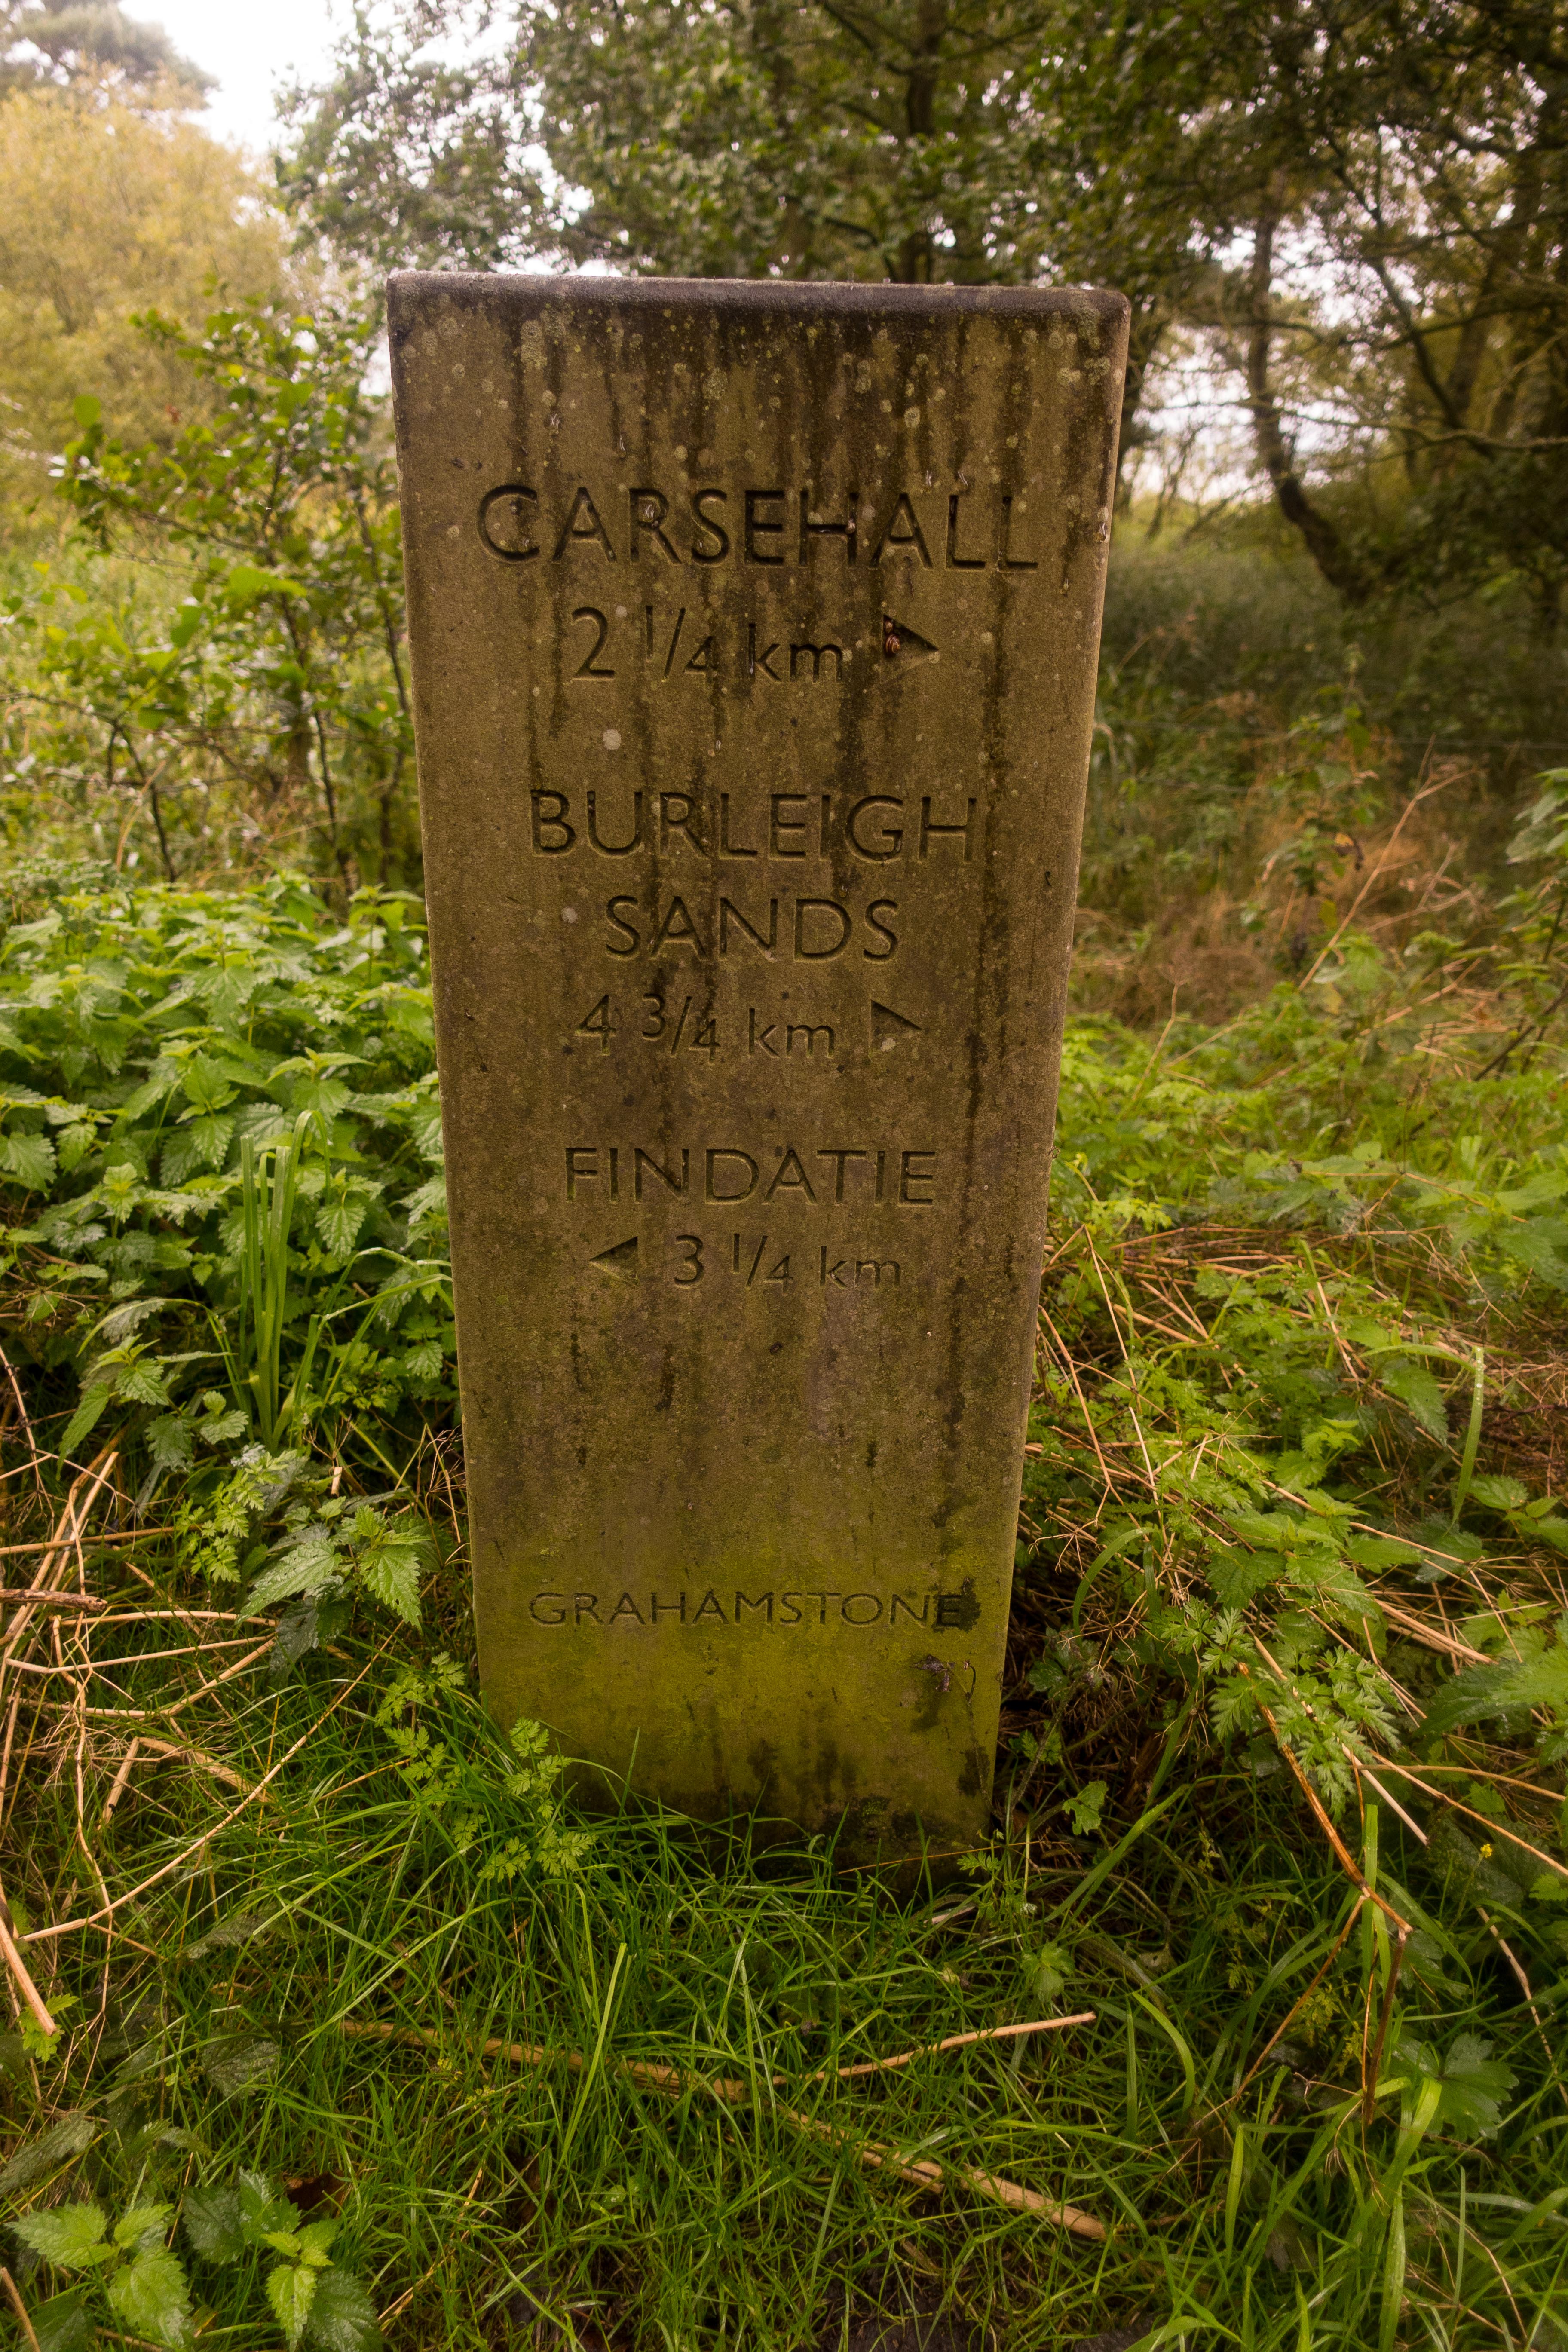 CARSEHALL
2 1/4 km ▶
BURLEIGH
SANDS
4 3/4 km ▶
FINDATIE
◀ 3 1/4 km
GRAHAMSTONE